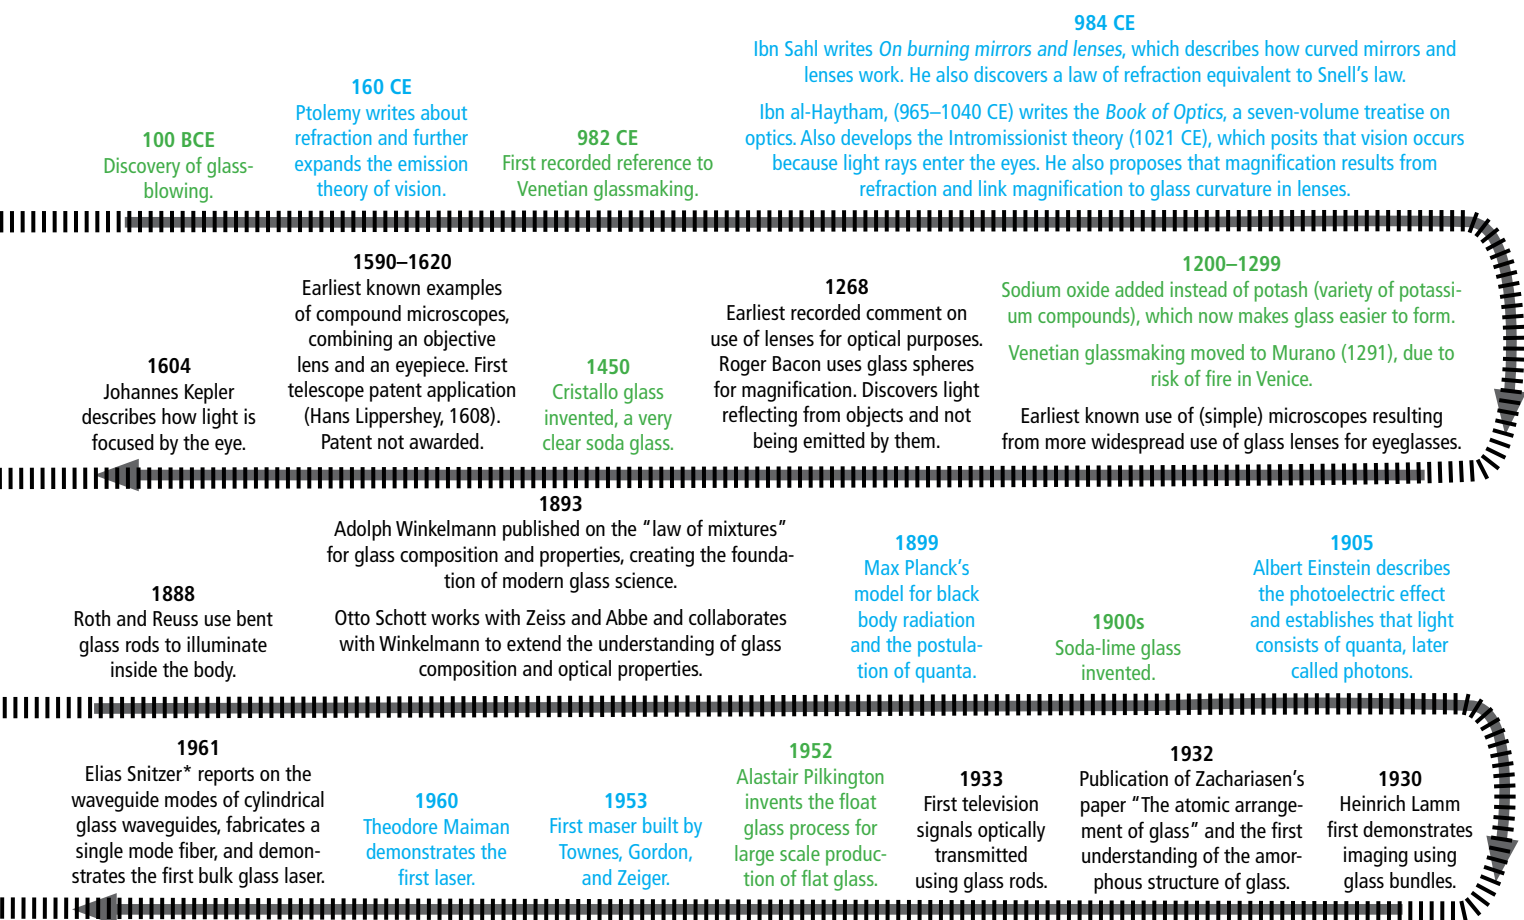 100 BCE
Discovery of glass-
blowing.
160 CE
Ptolemy writes about
refraction and further
expands the emission
theory of vision.
982 CE
First recorded reference to
Venetian glassmaking.
984 CE
Ibn Sahl writes On burning mirrors and lenses, which describes how curved mirrors and
lenses work. He also discovers a law of refraction equivalent to Snell’s law.
Ibn al-Haytham, (965–1040 CE) writes the Book of Optics, a seven-volume treatise on
optics. Also develops the Intromissionist theory (1021 CE), which posits that vision occurs
because light rays enter the eyes. He also proposes that magnification results from
refraction and link magnification to glass curvature in lenses.
1200–1299
Sodium oxide added instead of potash (variety of potassi-
um compounds), which now makes glass easier to form.
Venetian glassmaking moved to Murano (1291), due to
risk of fire in Venice.
Earliest known use of (simple) microscopes resulting
from more widespread use of glass lenses for eyeglasses.
1268
Earliest recorded comment on
use of lenses for optical purposes.
Roger Bacon uses glass spheres
for magnification. Discovers light
reflecting from objects and not
being emitted by them.
1450
Cristallo glass
invented, a very
clear soda glass.
1590–1620
Earliest known examples
of compound microscopes,
combining an objective
lens and an eyepiece. First
telescope patent application
(Hans Lippershey, 1608).
Patent not awarded.
1604
Johannes Kepler
describes how light is
focused by the eye.
1888
Roth and Reuss use bent
glass rods to illuminate
inside the body.
1893
Adolph Winkelmann published on the “law of mixtures”
for glass composition and properties, creating the founda-
tion of modern glass science.
Otto Schott works with Zeiss and Abbe and collaborates
with Winkelmann to extend the understanding of glass
composition and optical properties.
1899
Max Planck’s
model for black
body radiation
and the postula-
tion of quanta.
1900s
Soda-lime glass
invented.
1905
Albert Einstein describes
the photoelectric effect
and establishes that light
consists of quanta, later
called photons.
1930
Heinrich Lamm
first demonstrates
imaging using
glass bundles.
1932
Publication of Zachariasen’s
paper “The atomic arrange-
ment of glass” and the first
understanding of the amor-
phous structure of glass.
1933
First television
signals optically
transmitted
using glass rods.
1952
Alastair Pilkington
invents the float
glass process for
large scale produc-
tion of flat glass.
1953
First maser built by
Townes, Gordon,
and Zeiger.
1960
Theodore Maiman
demonstrates the
first laser.
1961
Elias Snitzer* reports on the
waveguide modes of cylindrical
glass waveguides, fabricates a
single mode fiber, and demon-
strates the first bulk glass laser.